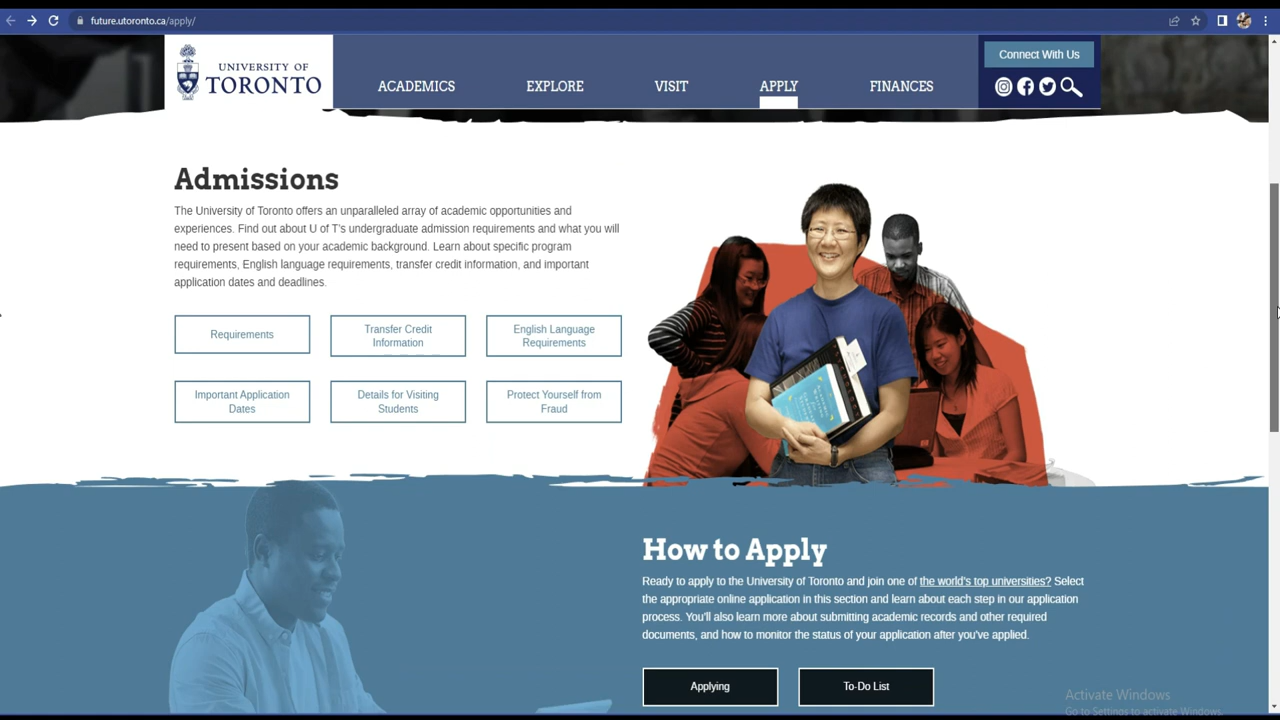 future.utoronto.ca/apply/
UNIVERSITY OF
TORONTO
ACADEMICS
EXPLORE
VISIT
APPLY
FINANCES
Connect With Us
Admissions
The University of Toronto offers an unparalleled array of academic opportunities and
experiences. Find out about U of T's undergraduate admission requirements and what you will
need to present based on your academic background. Learn about specific program
requirements, English language requirements, transfer credit information, and important
application dates and deadlines.
Requirements
Transfer Credit
Information
English Language
Requirements
Important Application
Dates
Details for Visiting
Students
Protect Yourself from
Fraud
How to Apply
Ready to apply to the University of Toronto and join one of the world's top universities? Select
the appropriate online application in this section and learn about each step in our application
process. You'll also learn more about submitting academic records and other required
documents, and how to monitor the status of your application after you've applied.
Applying
To-Do List
Activate Windows
Go to Settings to activate Windows.